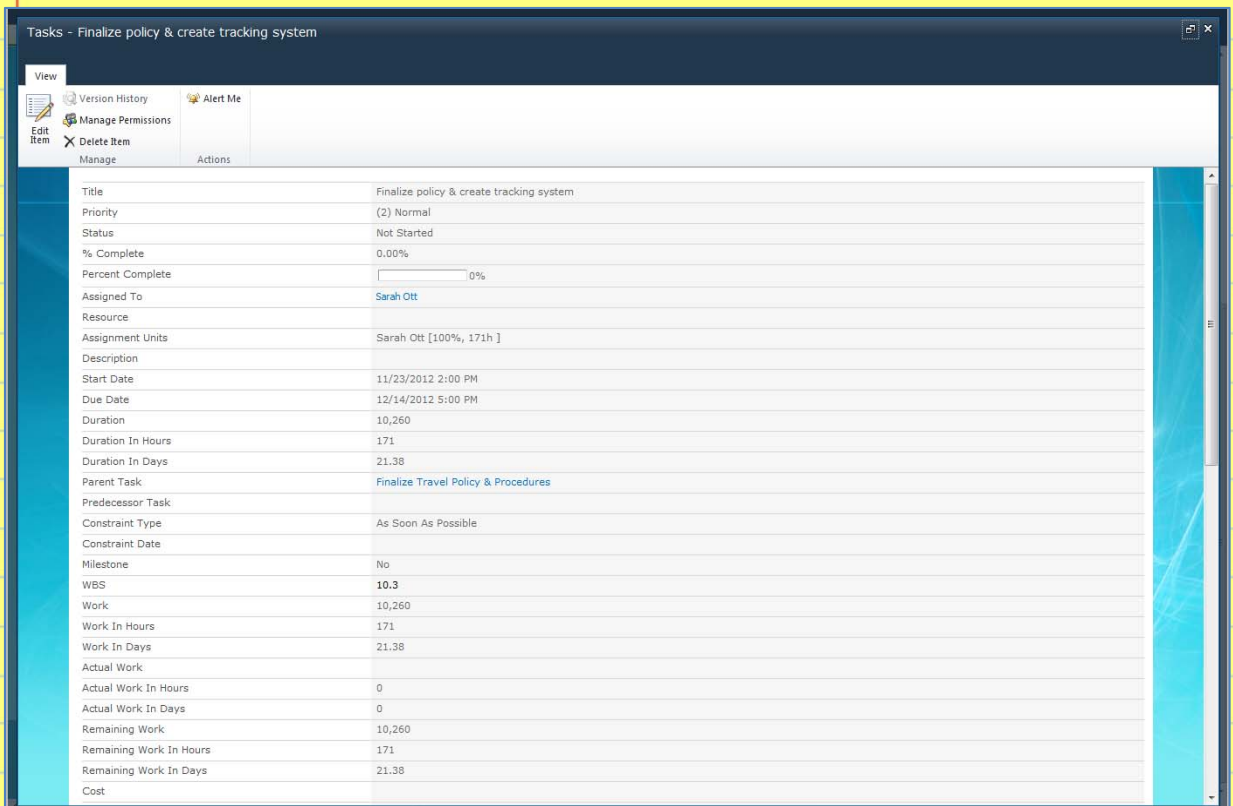 Tasks - Finalize policy & create tracking system
View
Edit Item
Version History
Manage Permissions
Delete Item
Manage
Alert Me
Actions
Title Finalize policy & create tracking system
Priority (2) Normal
Status Not Started
% Complete 0.00%
Percent Complete 0%
Assigned To Sarah Ott
Resource
Assignment Units Sarah Ott [100%, 171h ]
Description
Start Date 11/23/2012 2:00 PM
Due Date 12/14/2012 5:00 PM
Duration 10,260
Duration In Hours 171
Duration In Days 21.38
Parent Task Finalize Travel Policy & Procedures
Predecessor Task
Constraint Type As Soon As Possible
Constraint Date
Milestone No
WBS 10.3
Work 10,260
Work In Hours 171
Work In Days 21.38
Actual Work
Actual Work In Hours 0
Actual Work In Days 0
Remaining Work 10,260
Remaining Work In Hours 171
Remaining Work In Days 21.38
Cost